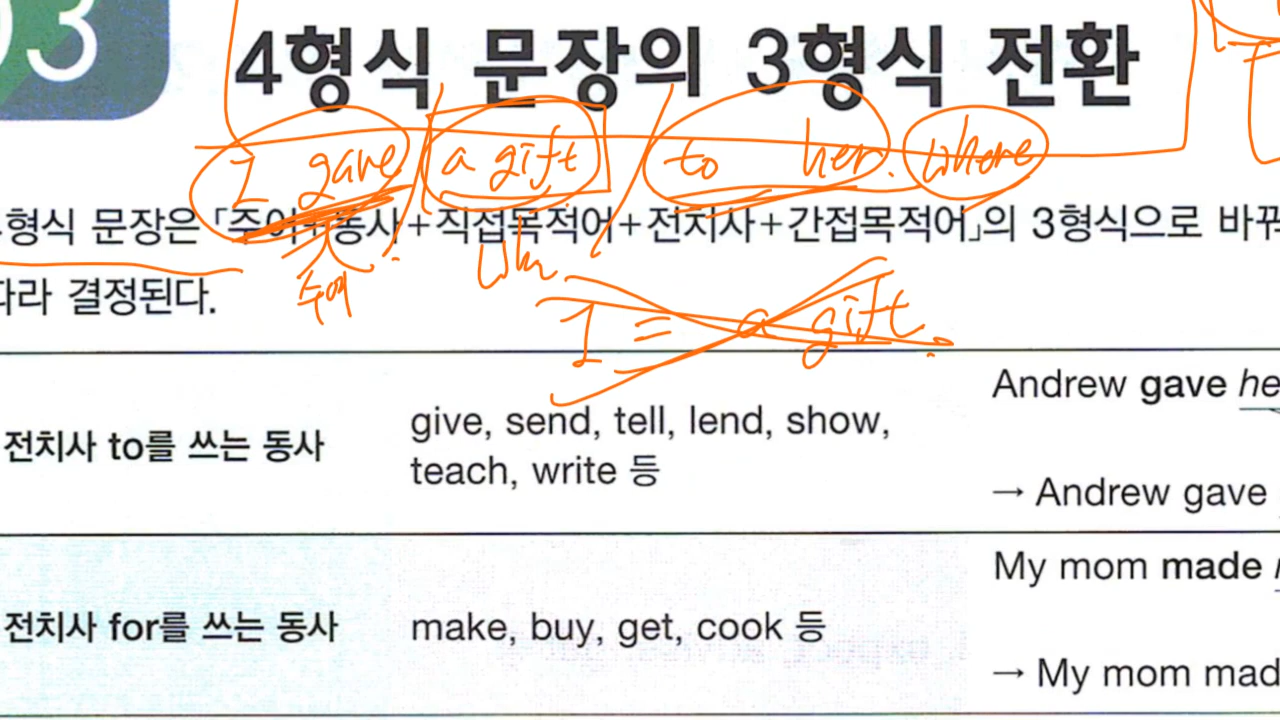 03
4형식 문장의 3형식 전환
I gave a gift to her. where
형식 문장은 「주어+동사+직접목적어+전치사+간접목적어」의 3형식으로 바꾸
따라 결정된다.
주어
I = a gift.
전치사 to를 쓰는 동사
give, send, tell, lend, show,
teach, write 등
Andrew gave he
→ Andrew gave
전치사 for를 쓰는 동사
make, buy, get, cook 등
My mom made
→ My mom mad